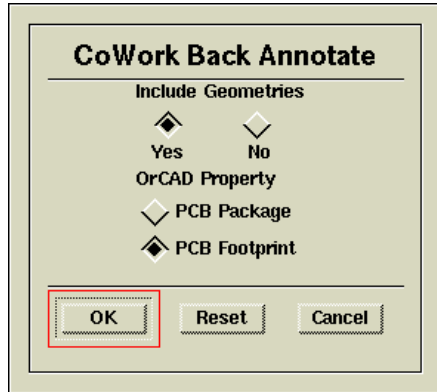 CoWork Back Annotate
Include Geometries
Yes No
OrCAD Property
PCB Package
PCB Footprint
OK Reset Cancel